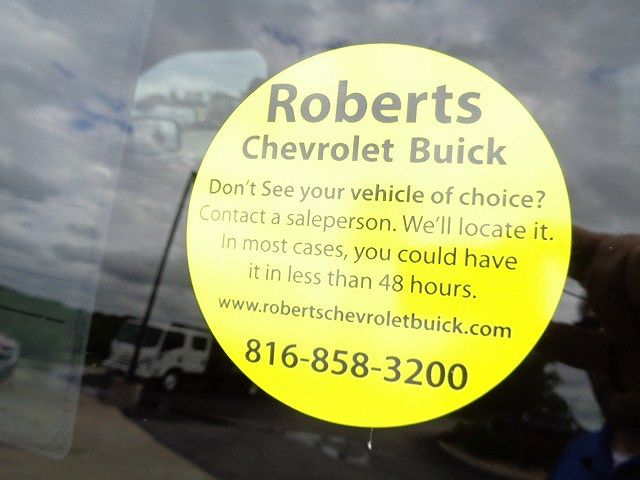 Roberts
Chevrolet Buick
Don't See your vehicle of choice?
Contact a saleperson. We'll locate it.
In most cases, you could have
it in less than 48 hours.
www.robertschevroletbuick.com
816-858-3200